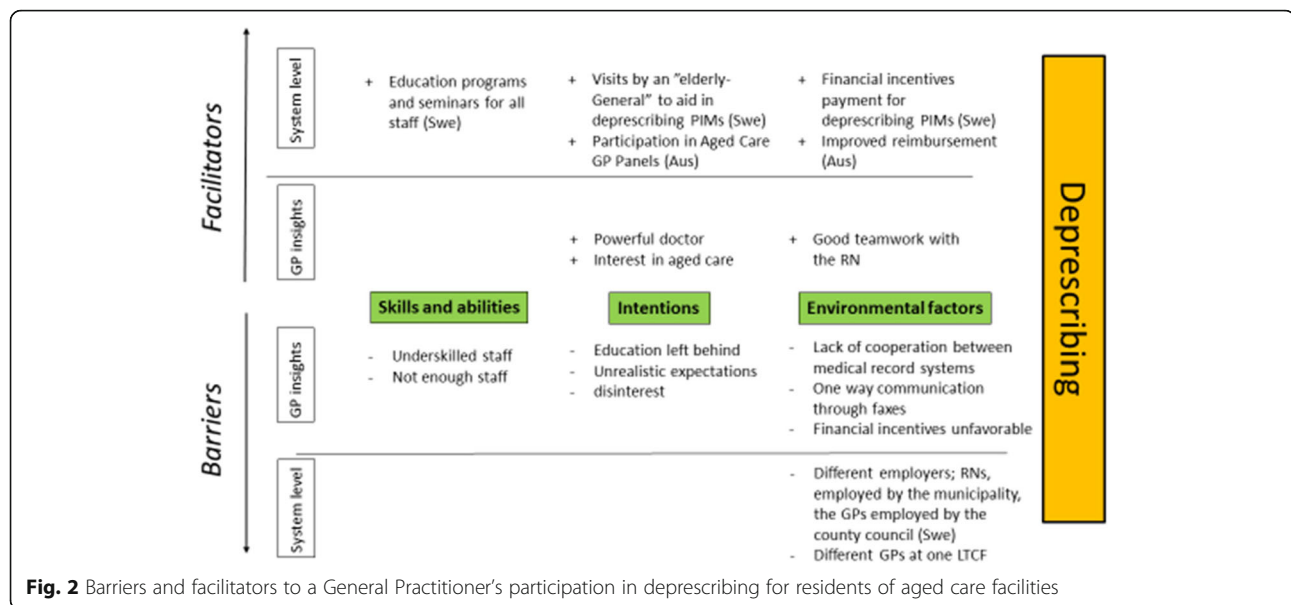 Facilitators
System level
+ Education programs
and seminars for all
staff (Swe)
+ Visits by an "elderly-
General" to aid in
deprescribing PIMs (Swe)
+ Participation in Aged Care
GP Panels (Aus)
+ Financial incentives
payment for
deprescribing PIMs (Swe)
+ Improved reimbursement
(Aus)
GP insights
+ Powerful doctor
+ Interest in aged care
+ Good teamwork with
the RN
Skills and abilities
Intentions
Environmental factors
Barriers
GP insights
- Underskilled staff
- Not enough staff
- Education left behind
- Unrealistic expectations
- disinterest
- Lack of cooperation between
medical record systems
- One way communication
through faxes
- Financial incentives unfavorable
System level
- Different employers; RNs,
employed by the municipality,
the GPs employed by the
county council (Swe)
- Different GPs at one LTCF
Deprescribing
Fig. 2 Barriers and facilitators to a General Practitioner's participation in deprescribing for residents of aged care facilities